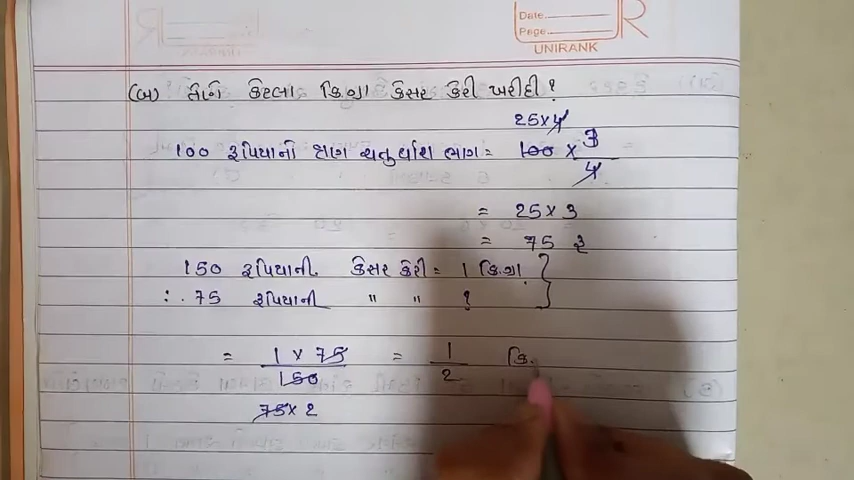 Date.
Page.
UNIRANK
(બ) તેણે કેટલા કિગ્રા કેસર કેરી ખરીદી?
25×4
100 રૂપિયાનો ત્રણ ચતુર્થાંશ ભાગ = 100 × 3/4
= 25 × 3
= 75 રૂ
150 રૂપિયાની કેસર કેરી = 1 કિગ્રા
∴ 75 રૂપિયાની " " ?
= 1 × 75/150 = 1/2 કિ.
75×2